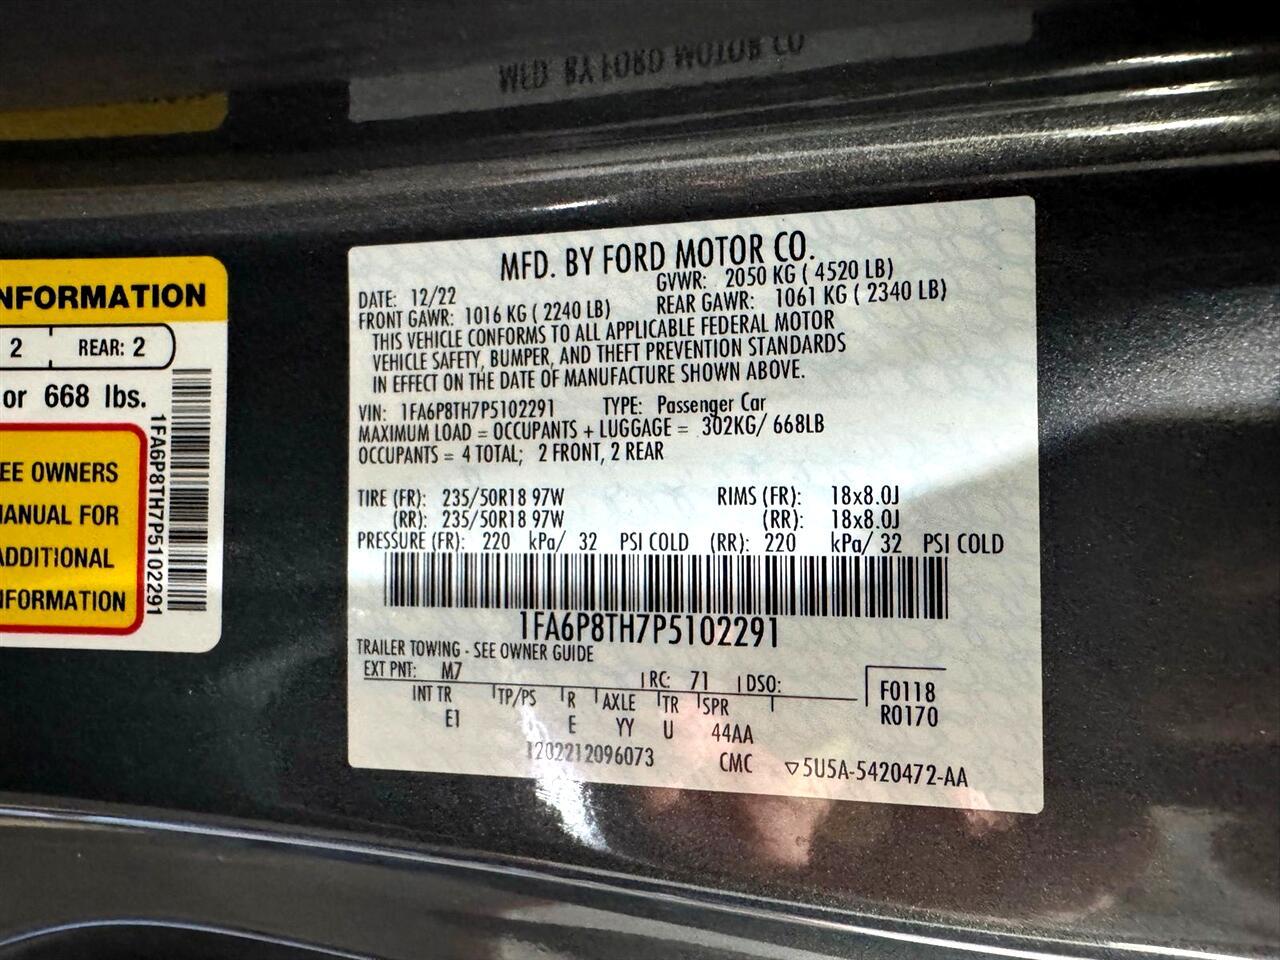 MFD. BY FORD MOTOR CO
NFORMATION
2 REAR: 2
or 668 lbs.
EE OWNERS
ANUAL FOR
ADDITIONAL
NFORMATION
1FA6P8TH7P5102291
MFD. BY FORD MOTOR CO.
DATE: 12/22 GVWR: 2050 KG ( 4520 LB)
FRONT GAWR: 1016 KG ( 2240 LB) REAR GAWR: 1061 KG ( 2340 LB)
THIS VEHICLE CONFORMS TO ALL APPLICABLE FEDERAL MOTOR
VEHICLE SAFETY, BUMPER, AND THEFT PREVENTION STANDARDS
IN EFFECT ON THE DATE OF MANUFACTURE SHOWN ABOVE.
VIN: 1FA6P8TH7P5102291 TYPE: Passenger Car
MAXIMUM LOAD = OCCUPANTS + LUGGAGE = 302KG/ 668LB
OCCUPANTS = 4 TOTAL; 2 FRONT, 2 REAR
TIRE (FR): 235/50R18 97W RIMS (FR): 18x8.0J
(RR): 235/50R18 97W (RR): 18x8.0J
PRESSURE (FR): 220 kPa/ 32 PSI COLD (RR): 220 kPa/ 32 PSI COLD
1FA6P8TH7P5102291
TRAILER TOWING - SEE OWNER GUIDE
EXT PNT: M7 RC: 71 DSO:
INT TR TP/PS R AXLE TR SPR
E1 E YY U 44AA
F0118
R0170
1202212096073 CMC ▽5U5A-5420472-AA